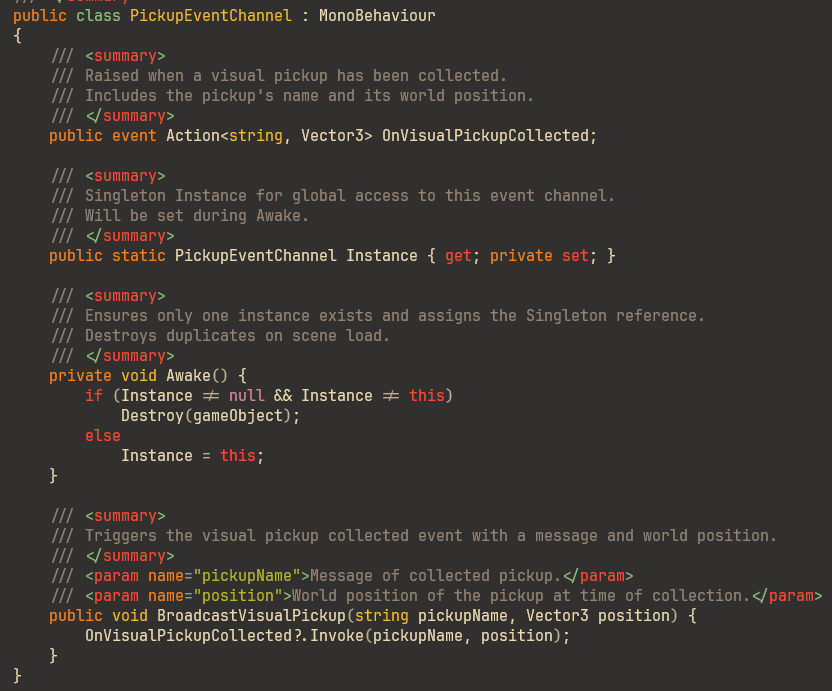 /// </summary>
public class PickupEventChannel : MonoBehaviour
{
    /// <summary>
    /// Raised when a visual pickup has been collected.
    /// Includes the pickup's name and its world position.
    /// </summary>
    public event Action<string, Vector3> OnVisualPickupCollected;

    /// <summary>
    /// Singleton Instance for global access to this event channel.
    /// Will be set during Awake.
    /// </summary>
    public static PickupEventChannel Instance { get; private set; }

    /// <summary>
    /// Ensures only one instance exists and assigns the Singleton reference.
    /// Destroys duplicates on scene load.
    /// </summary>
    private void Awake() {
        if (Instance != null && Instance != this)
            Destroy(gameObject);
        else
            Instance = this;
    }

    /// <summary>
    /// Triggers the visual pickup collected event with a message and world position.
    /// </summary>
    /// <param name="pickupName">Message of collected pickup.</param>
    /// <param name="position">World position of the pickup at time of collection.</param>
    public void BroadcastVisualPickup(string pickupName, Vector3 position) {
        OnVisualPickupCollected?.Invoke(pickupName, position);
    }
}